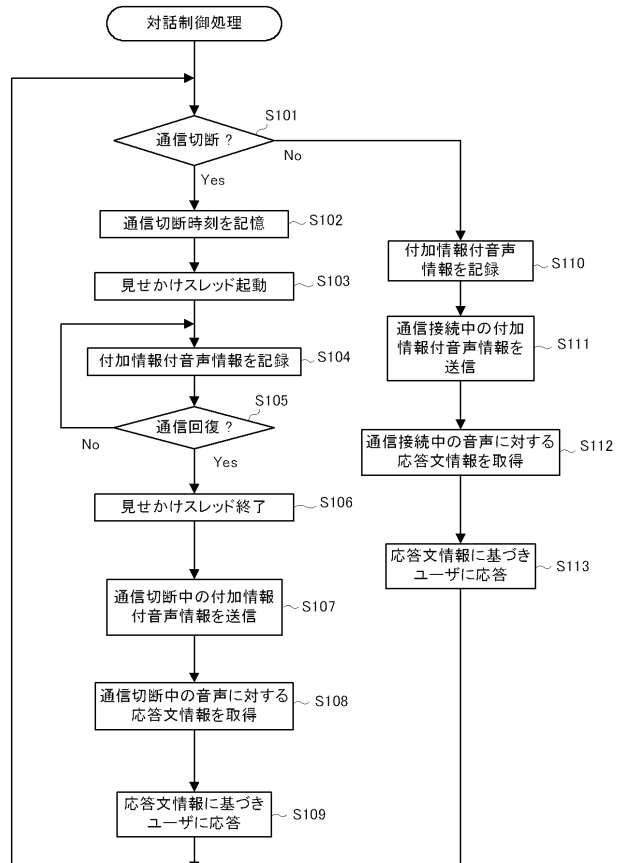 対話制御処理
S101
通信切断？
No
Yes
通信切断時刻を記憶
S102
見せかけスレッド起動
S103
付加情報付音声情報を記録
S104
S105
通信回復？
No
Yes
見せかけスレッド終了
S106
通信切断中の付加情報
付音声情報を送信
S107
通信切断中の音声に対する
応答文情報を取得
S108
応答文情報に基づき
ユーザに応答
S109
付加情報付音声
情報を記録
S110
通信接続中の付加
情報付音声情報を
送信
S111
通信接続中の音声に対する
応答文情報を取得
S112
応答文情報に基づき
ユーザに応答
S113